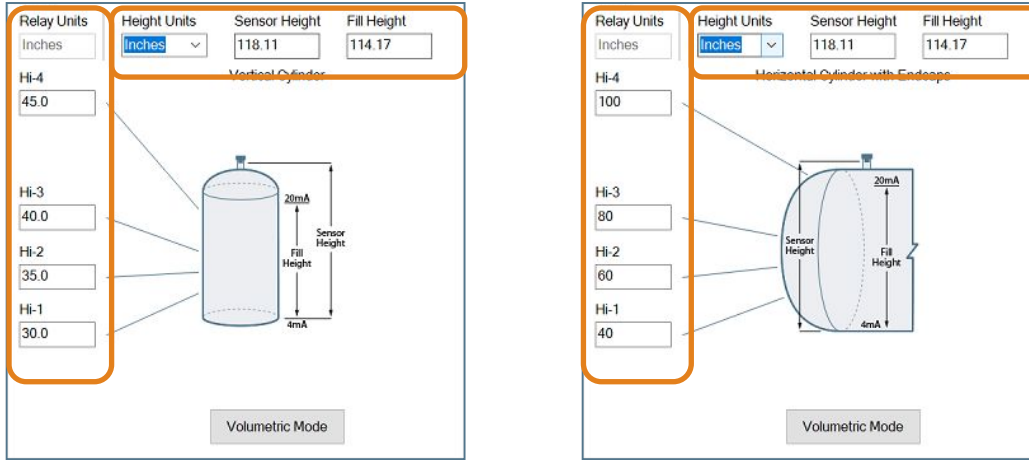 Relay Units
Height Units
Sensor Height
Fill Height
Inches
Inches
118.11
114.17
Vertical Cylinder
Hi-4
45.0
Hi-3
40.0
Hi-2
35.0
Hi-1
30.0
20mA
Sensor
Height
Fill
Height
4mA
Volumetric Mode
Relay Units
Height Units
Sensor Height
Fill Height
Inches
Inches
118.11
114.17
Horizontal Cylinder with Endcaps
Hi-4
100
Hi-3
80
Hi-2
60
Hi-1
40
20mA
Sensor
Height
Fill
Height
4mA
Volumetric Mode